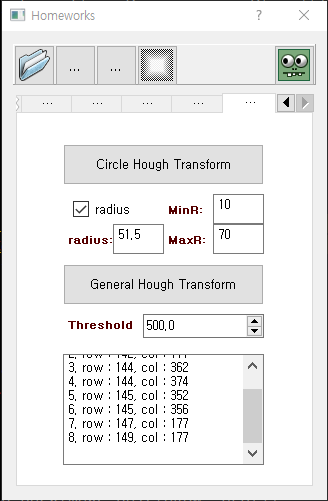 Homeworks
?
... ...
... ... ... ... ...
Circle Hough Transform
radius MinR: 10
radius: 51,5 MaxR: 70
General Hough Transform
Threshold 500,0
3, row : 144, col : 362
4, row : 144, col : 374
5, row : 145, col : 352
6, row : 145, col : 356
7, row : 147, col : 177
8, row : 149, col : 177